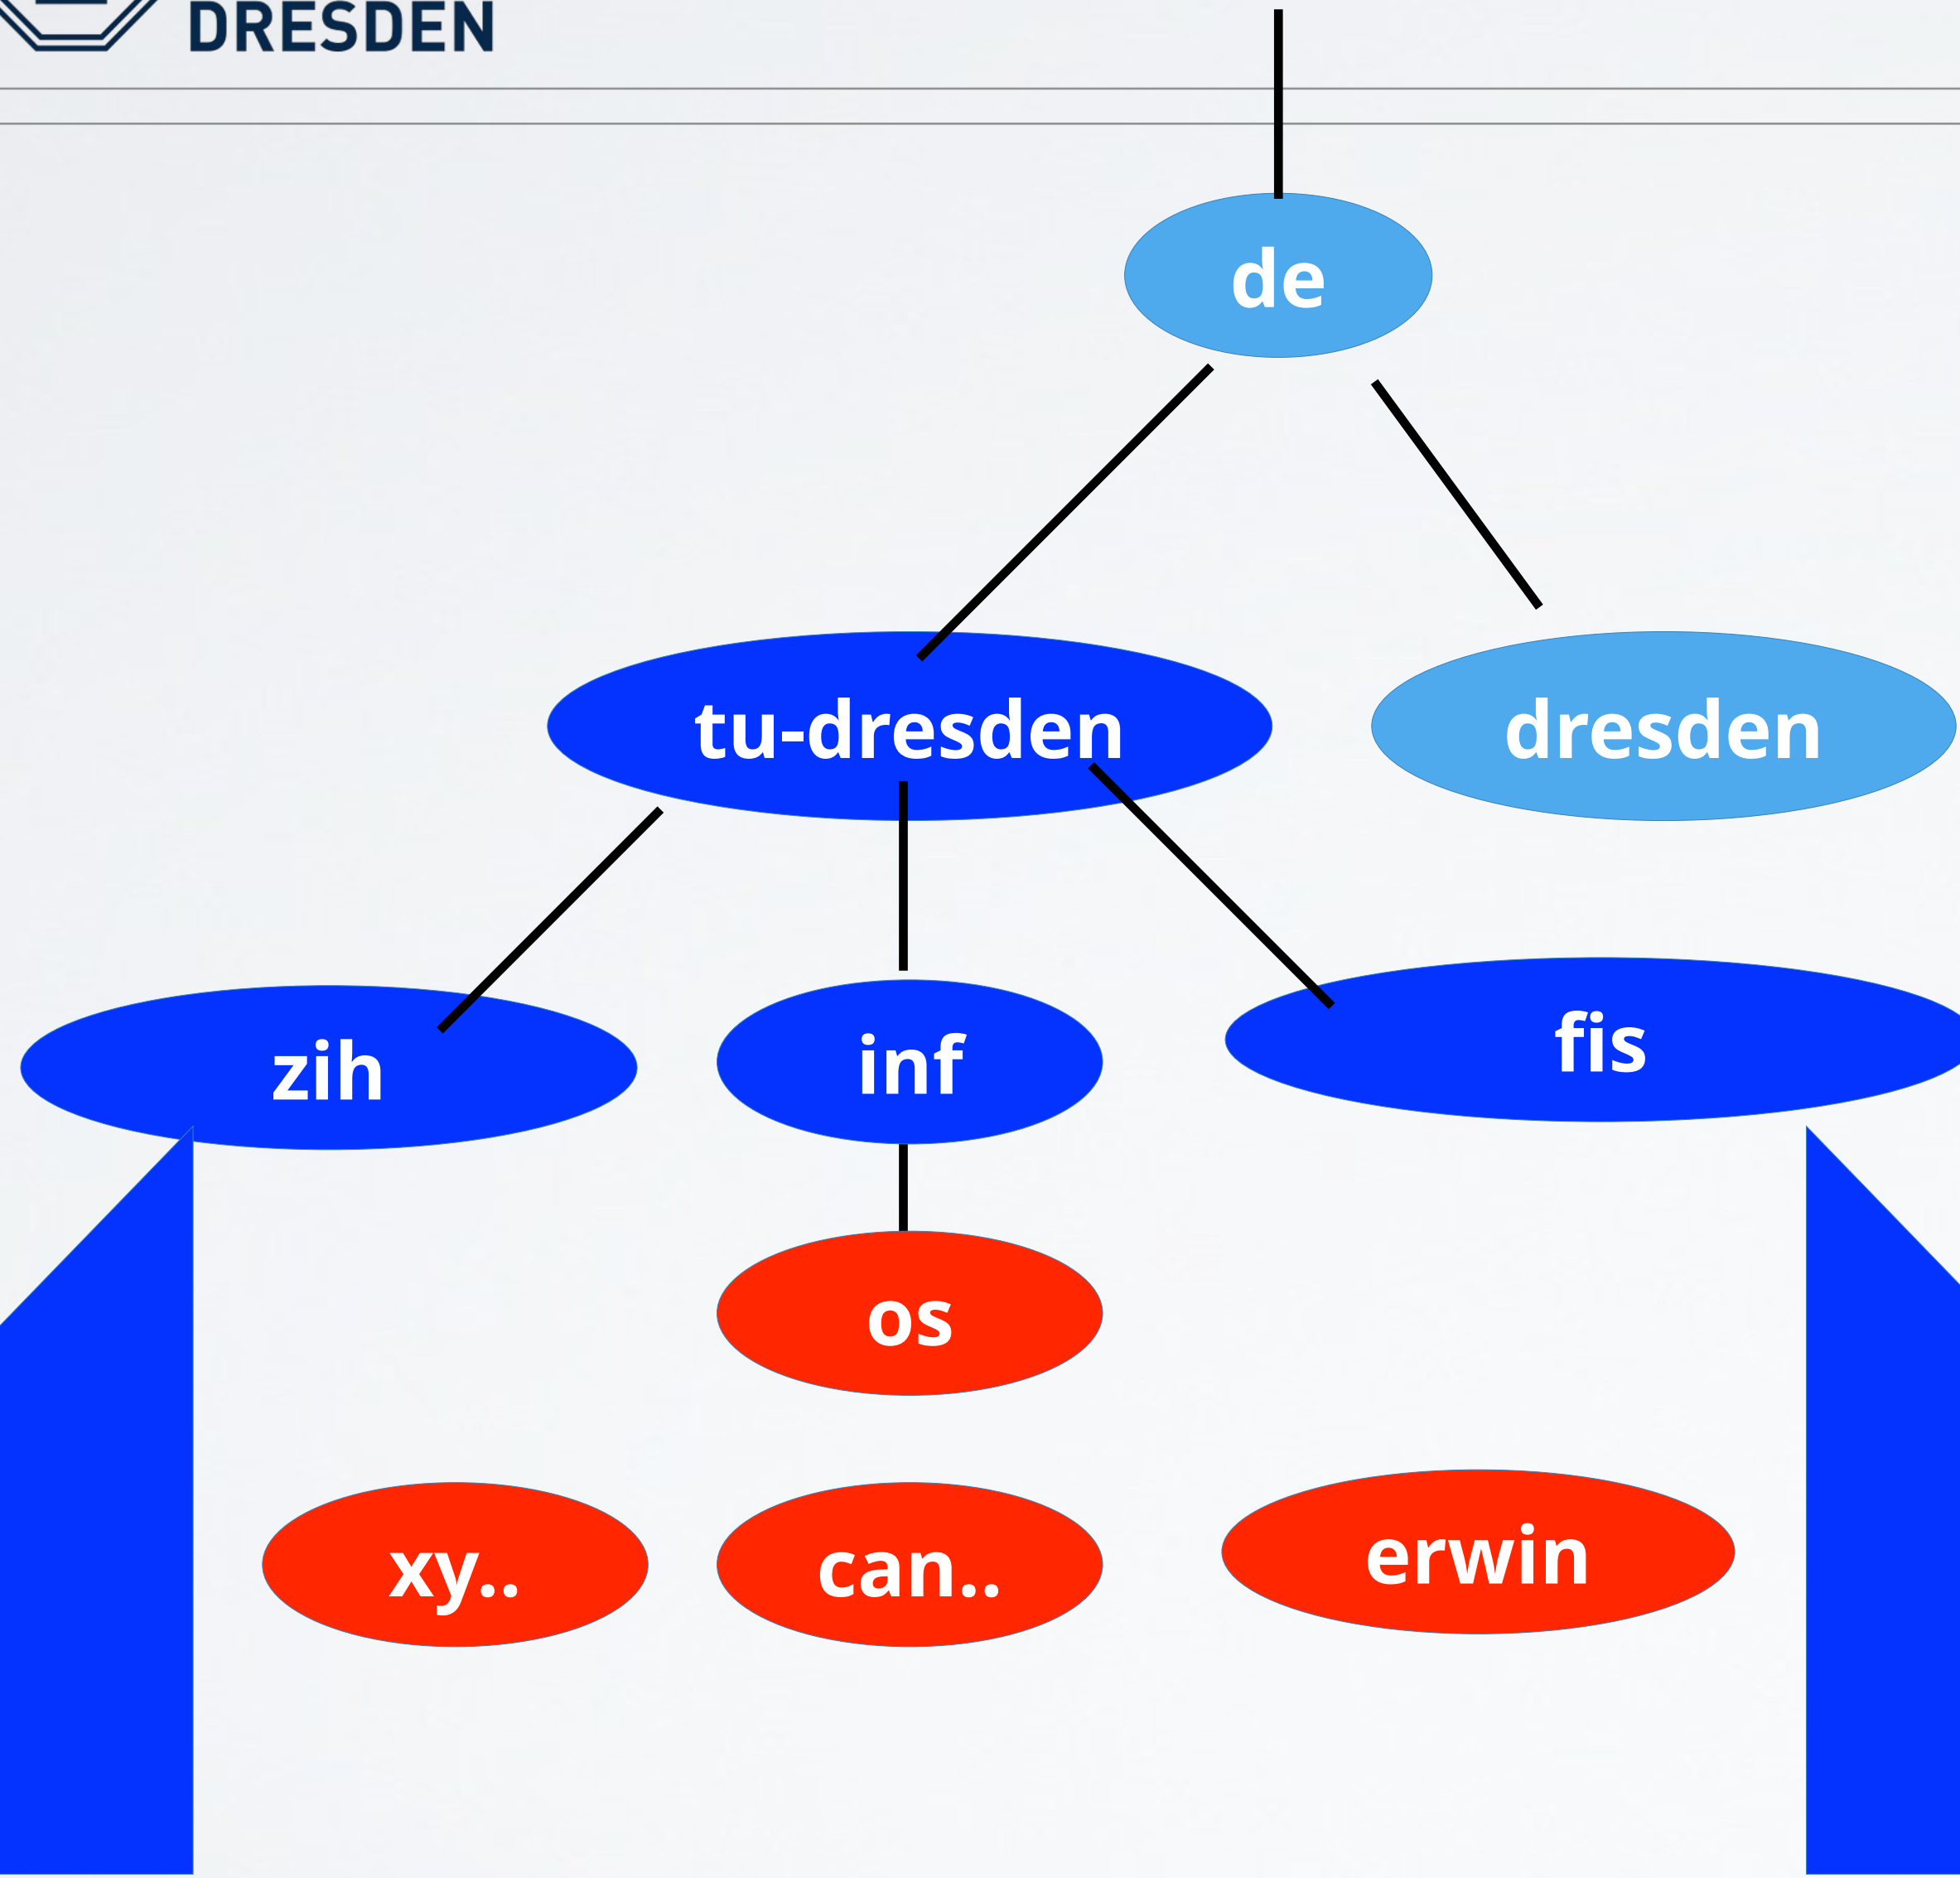 DRESDEN
de
tu-dresden
dresden
zih
inf
fis
os
xy..
can..
erwin